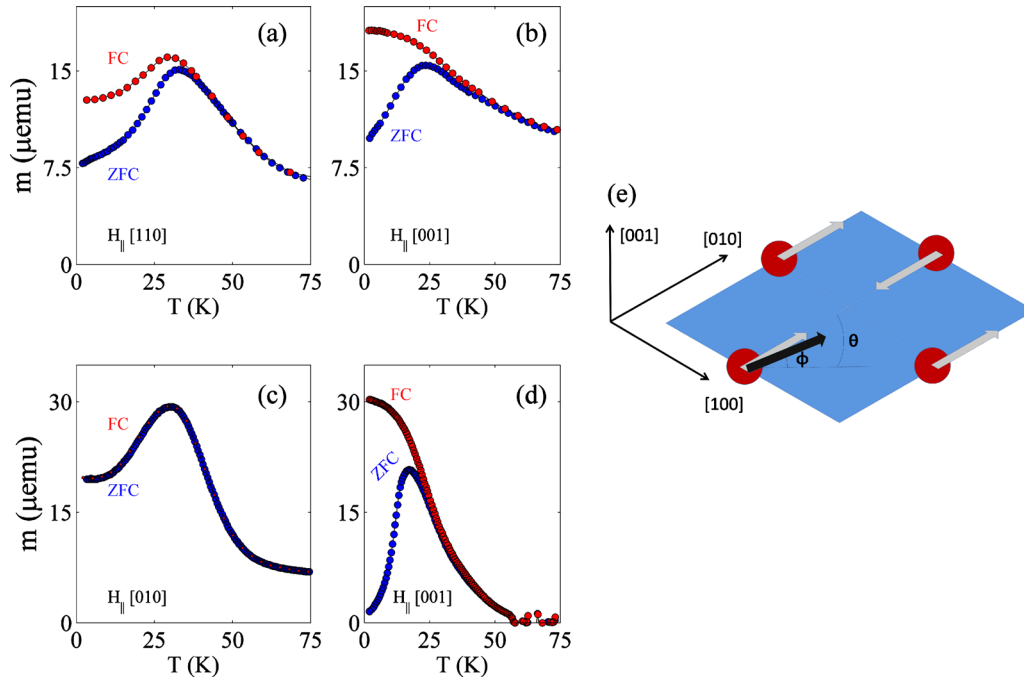 (a)
FC
ZFC
H|| [110]
m (μemu)
15
7.5
0
0
25
50
75
T (K)
(b)
FC
ZFC
H|| [001]
15
7.5
0
0
25
50
75
T (K)
(c)
FC
ZFC
H|| [010]
m (μemu)
30
15
0
0
25
50
75
T (K)
(d)
FC
ZFC
H|| [001]
30
15
0
0
25
50
75
T (K)
(e)
[001]
[010]
[100]
θ
ϕ